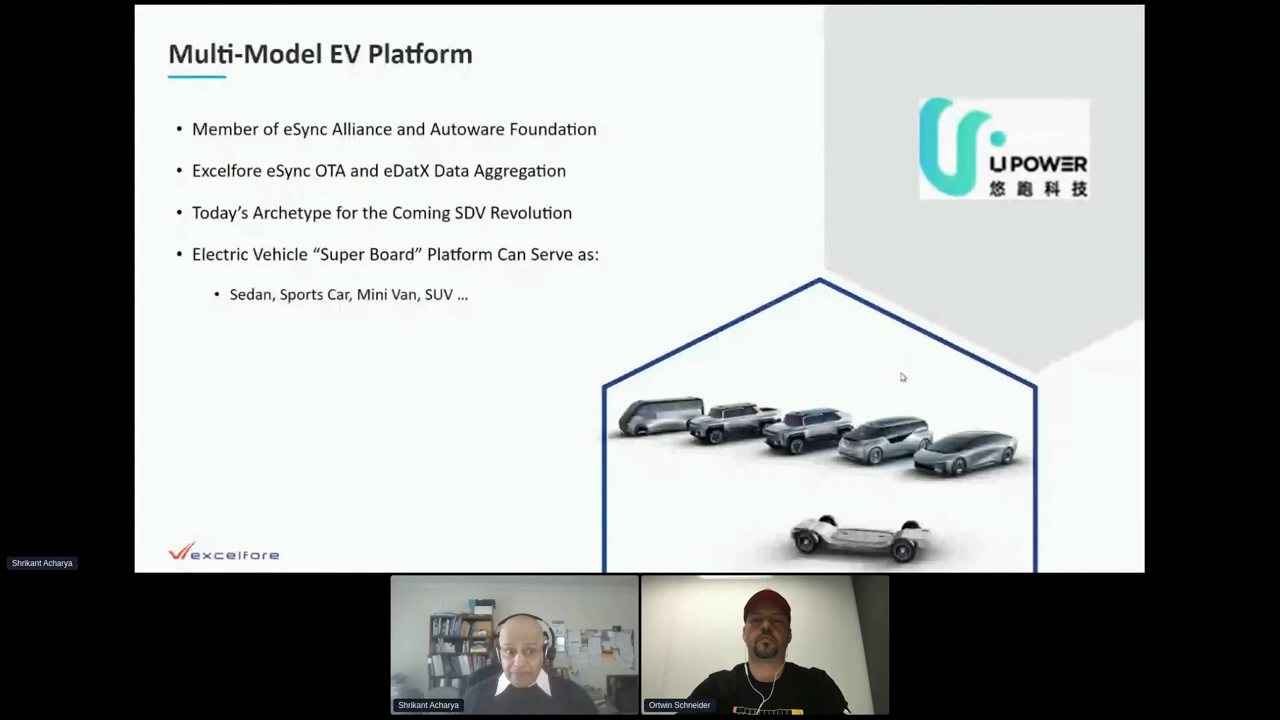 Multi-Model EV Platform
• Member of eSync Alliance and Autoware Foundation
• Excelfore eSync OTA and eDatX Data Aggregation
• Today's Archetype for the Coming SDV Revolution
• Electric Vehicle “Super Board” Platform Can Serve as:
• Sedan, Sports Car, Mini Van, SUV ...
U POWER
悠跑科技
excelfore
Shrikant Acharya
Shrikant Acharya
Ortwin Schneider